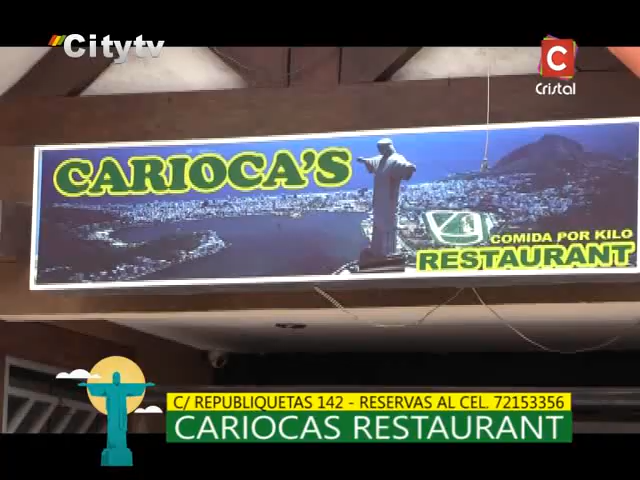 Citytv
C
Cristal
CARIOCA'S
COMIDA POR KILO
RESTAURANT
C/ REPUBLIQUETAS 142 - RESERVAS AL CEL. 72153356
CARIOCAS RESTAURANT